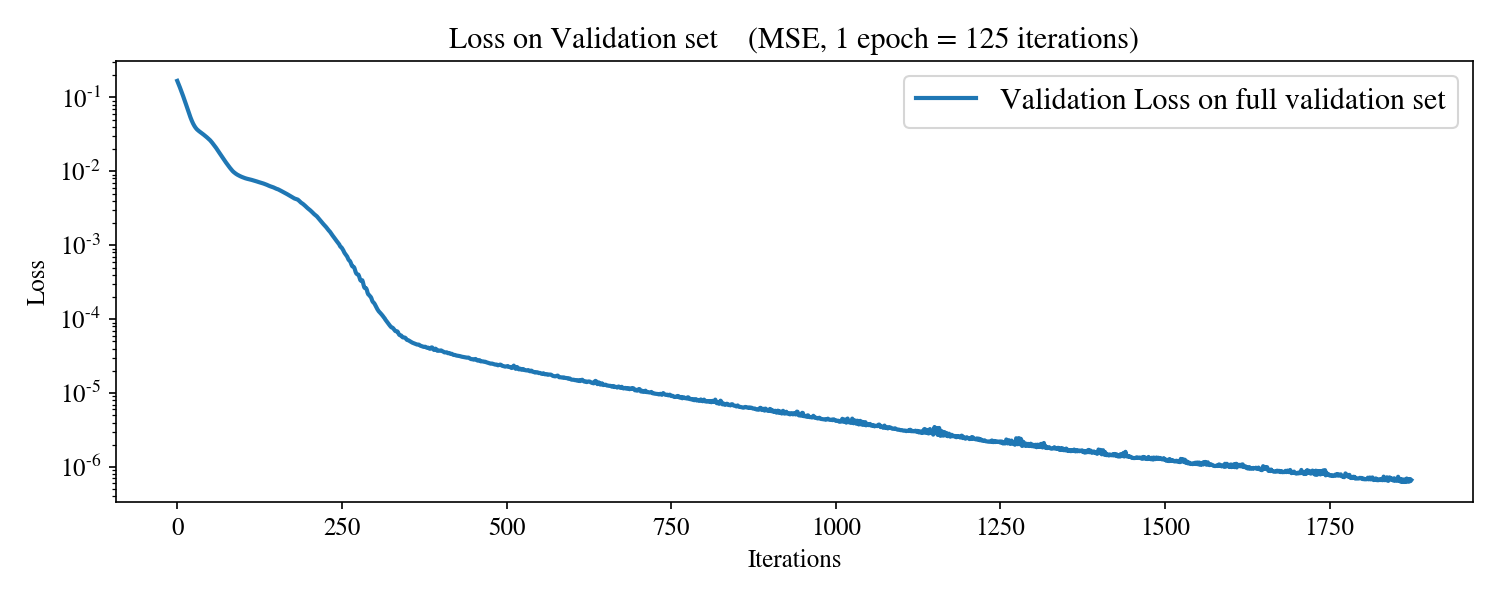 Loss on Validation set (MSE, 1 epoch = 125 iterations)
Validation Loss on full validation set
Loss
10⁻¹
10⁻²
10⁻³
10⁻⁴
10⁻⁵
10⁻⁶
0 250 500 750 1000 1250 1500 1750
Iterations